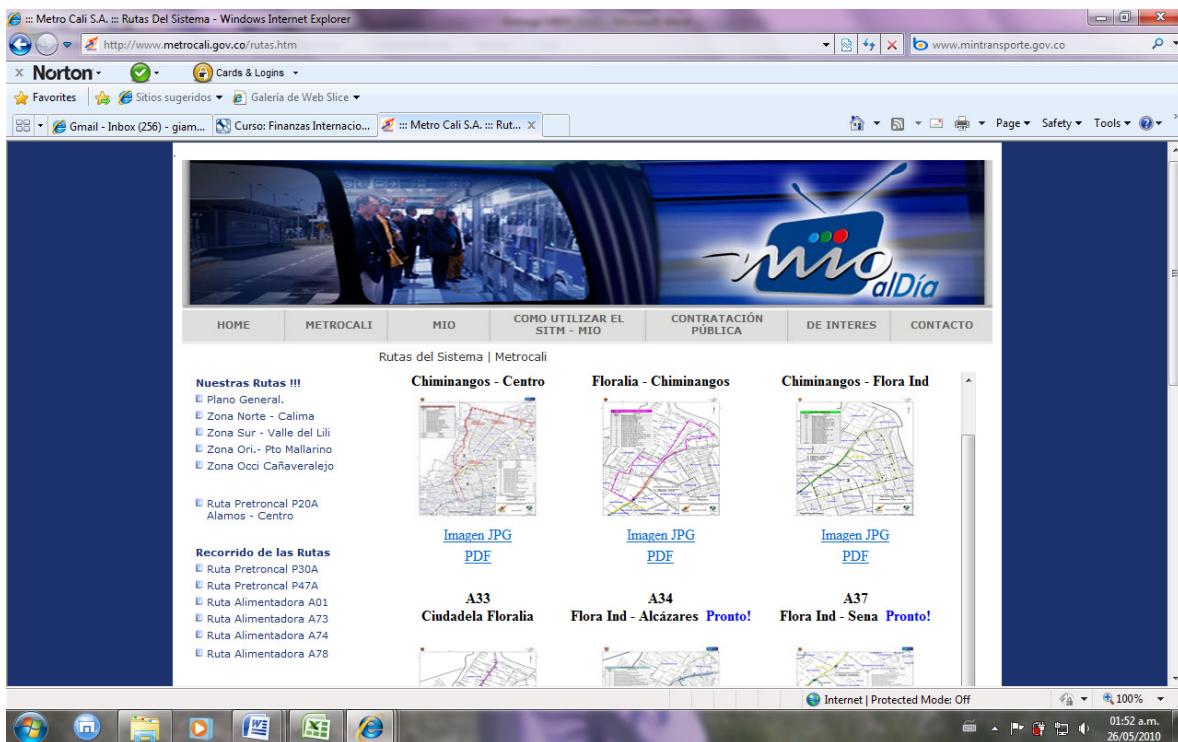 ::: Metro Cali S.A. ::: Rutas Del Sistema - Windows Internet Explorer
http://www.metrocali.gov.co/rutas.htm
www.mintransporte.gov.co
Norton
Cards & Logins
Favorites
Sitios sugeridos
Galería de Web Slice
Gmail - Inbox (256) - giam...
Curso: Finanzas Internacio...
::: Metro Cali S.A. ::: Rut...
Page
Safety
Tools
mio
alDía
HOME
METROCALI
MIO
COMO UTILIZAR EL
SITM - MIO
CONTRATACIÓN
PÚBLICA
DE INTERES
CONTACTO
Rutas del Sistema | Metrocali
Nuestras Rutas !!!
Plano General.
Zona Norte - Calima
Zona Sur - Valle del Lili
Zona Ori.- Pto Mallarino
Zona Occi Cañaveralejo
Ruta Pretroncal P20A
Alamos - Centro
Recorrido de las Rutas
Ruta Pretroncal P30A
Ruta Pretroncal P47A
Ruta Alimentadora A01
Ruta Alimentadora A73
Ruta Alimentadora A74
Ruta Alimentadora A78
Chiminangos - Centro
Floralia - Chiminangos
Chiminangos - Flora Ind
Imagen JPG
Imagen JPG
Imagen JPG
PDF
PDF
PDF
A33
Ciudadela Floralia
A34
Flora Ind - Alcázares Pronto!
A37
Flora Ind - Sena Pronto!
Internet | Protected Mode: Off
100%
01:52 a.m.
26/05/2010